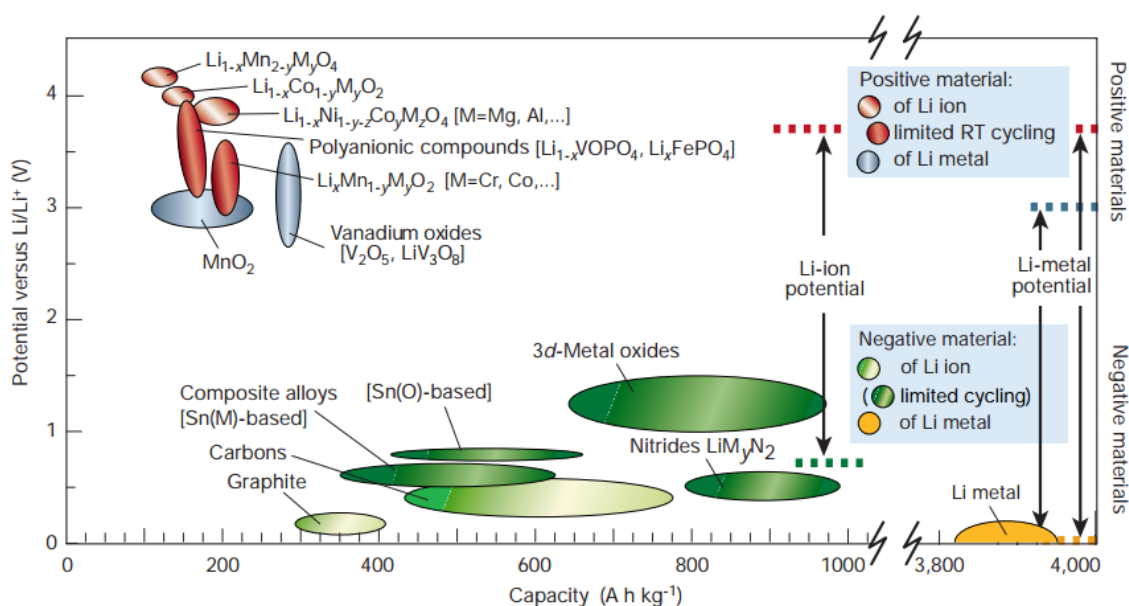 Li₁₋ₓMn₂₋yMyO₄
Li₁₋ₓCo₁₋yMyO₂
Li₁₋ₓNi₁₋y₋zCoyMzO₄ [M=Mg, Al,...]
Polyanionic compounds [Li₁₋ₓVOPO₄, LiₓFePO₄]
LiₓMn₁₋yMyO₂ [M=Cr, Co,...]
Vanadium oxides
[V₂O₅, LiV₃O₈]
MnO₂
Positive material:
of Li ion
limited RT cycling
of Li metal
Li-ion
potential
Li-metal
potential
Negative material:
of Li ion
(limited cycling)
of Li metal
3d-Metal oxides
[Sn(O)-based]
Composite alloys
[Sn(M)-based]
Carbons
Graphite
Nitrides LiMyN₂
Li metal
Positive materials
Negative materials
Potential versus Li/Li⁺ (V)
4
3
2
1
0
0
200
400
600
800
1000
3,800
4,000
Capacity (A h kg⁻¹)